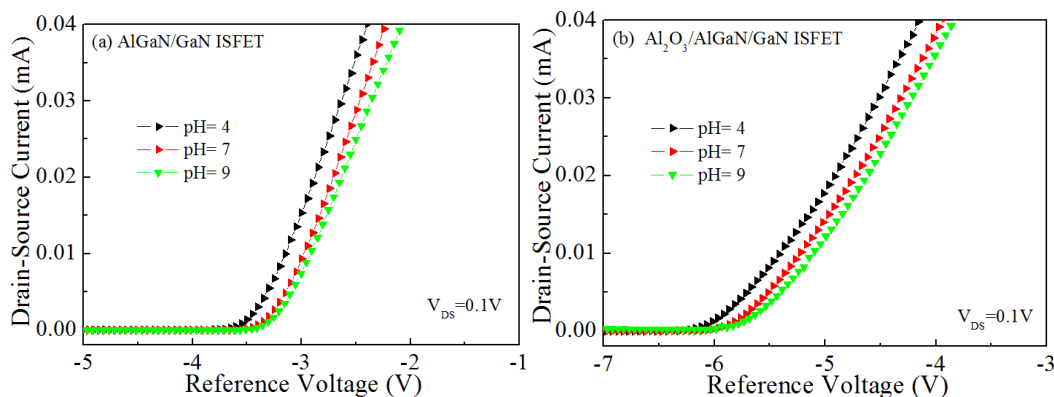 (a) AlGaN/GaN ISFET
Drain-Source Current (mA)
0.04
0.03
0.02
0.01
0.00
pH= 4
pH= 7
pH= 9
V_DS=0.1V
-5 -4 -3 -2 -1
Reference Voltage (V)
(b) Al₂O₃/AlGaN/GaN ISFET
Drain-Source Current (mA)
0.04
0.03
0.02
0.01
0.00
pH= 4
pH= 7
pH= 9
V_DS=0.1V
-7 -6 -5 -4 -3
Reference Voltage (V)